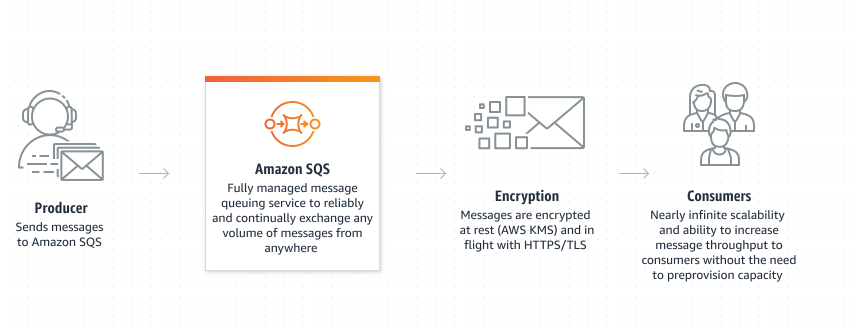 Producer
Sends messages
to Amazon SQS
Amazon SQS
Fully managed message
queuing service to reliably
and continually exchange any
volume of messages from
anywhere
Encryption
Messages are encrypted
at rest (AWS KMS) and in
flight with HTTPS/TLS
Consumers
Nearly infinite scalability
and ability to increase
message throughput to
consumers without the need
to preprovision capacity